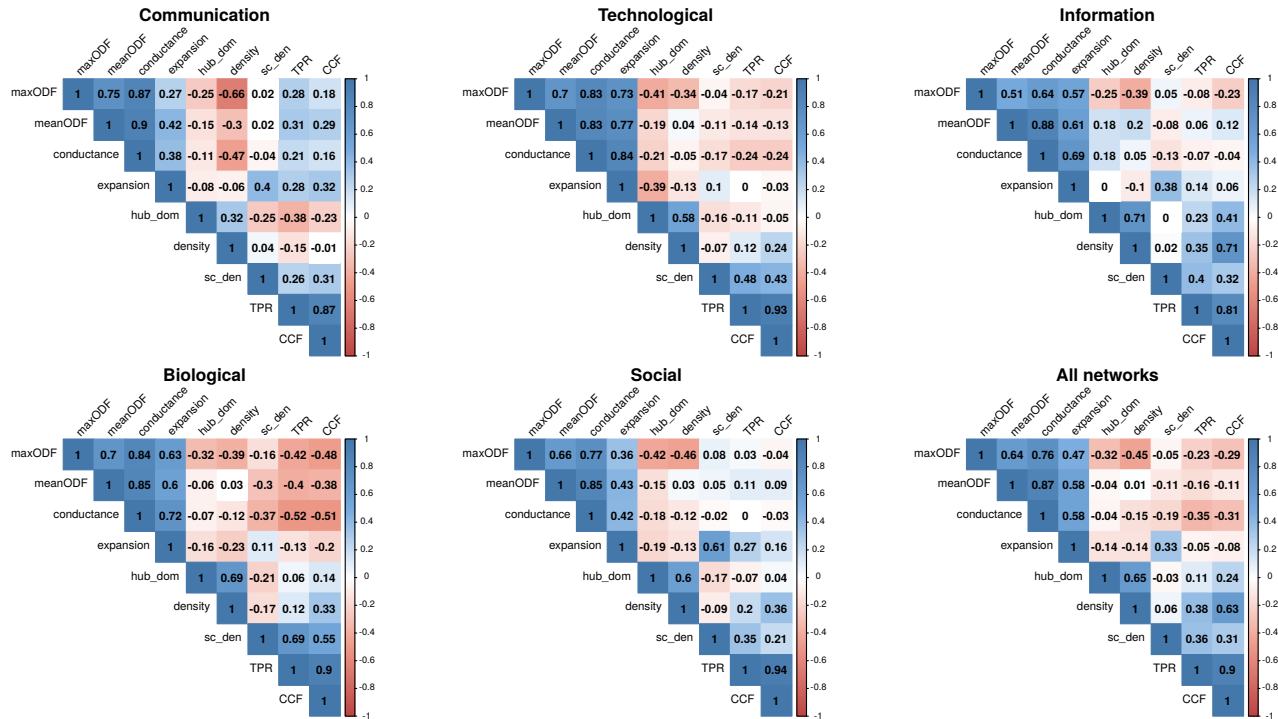 Communication
maxODF meanODF conductance expansion hub_dom density sc_den TPR CCF
maxODF 1 0.75 0.87 0.27 -0.25 -0.66 0.02 0.28 0.18
meanODF 1 0.9 0.42 -0.15 -0.3 0.02 0.31 0.29
conductance 1 0.38 -0.11 -0.47 -0.04 0.21 0.16
expansion 1 -0.08 -0.06 0.4 0.28 0.32
hub_dom 1 0.32 -0.25 -0.38 -0.23
density 1 0.04 -0.15 -0.01
sc_den 1 0.26 0.31
TPR 1 0.87
CCF 1
1 0.8 0.6 0.4 0.2 0 -0.2 -0.4 -0.6 -0.8 -1
Technological
maxODF meanODF conductance expansion hub_dom density sc_den TPR CCF
maxODF 1 0.7 0.83 0.73 -0.41 -0.34 -0.04 -0.17 -0.21
meanODF 1 0.83 0.77 -0.19 0.04 -0.11 -0.14 -0.13
conductance 1 0.84 -0.21 -0.05 -0.17 -0.24 -0.24
expansion 1 -0.39 -0.13 0.1 0 -0.03
hub_dom 1 0.58 -0.16 -0.11 -0.05
density 1 -0.07 0.12 0.24
sc_den 1 0.48 0.43
TPR 1 0.93
CCF 1
1 0.8 0.6 0.4 0.2 0 -0.2 -0.4 -0.6 -0.8 -1
Information
maxODF meanODF conductance expansion hub_dom density sc_den TPR CCF
maxODF 1 0.51 0.64 0.57 -0.25 -0.39 0.05 -0.08 -0.23
meanODF 1 0.88 0.61 0.18 0.2 -0.08 0.06 0.12
conductance 1 0.69 0.18 0.05 -0.13 -0.07 -0.04
expansion 1 0 -0.1 0.38 0.14 0.06
hub_dom 1 0.71 0 0.23 0.41
density 1 0.02 0.35 0.71
sc_den 1 0.4 0.32
TPR 1 0.81
CCF 1
1 0.8 0.6 0.4 0.2 0 -0.2 -0.4 -0.6 -0.8 -1
Biological
maxODF meanODF conductance expansion hub_dom density sc_den TPR CCF
maxODF 1 0.7 0.84 0.63 -0.32 -0.39 -0.16 -0.42 -0.48
meanODF 1 0.85 0.6 -0.06 0.03 -0.3 -0.4 -0.38
conductance 1 0.72 -0.07 -0.12 -0.37 -0.52 -0.51
expansion 1 -0.16 -0.23 0.11 -0.13 -0.2
hub_dom 1 0.69 -0.21 0.06 0.14
density 1 -0.17 0.12 0.33
sc_den 1 0.69 0.55
TPR 1 0.9
CCF 1
1 0.8 0.6 0.4 0.2 0 -0.2 -0.4 -0.6 -0.8 -1
Social
maxODF meanODF conductance expansion hub_dom density sc_den TPR CCF
maxODF 1 0.66 0.77 0.36 -0.42 -0.46 0.08 0.03 -0.04
meanODF 1 0.85 0.43 -0.15 0.03 0.05 0.11 0.09
conductance 1 0.42 -0.18 -0.12 -0.02 0 -0.03
expansion 1 -0.19 -0.13 0.61 0.27 0.16
hub_dom 1 0.6 -0.17 -0.07 0.04
density 1 -0.09 0.2 0.36
sc_den 1 0.35 0.21
TPR 1 0.94
CCF 1
1 0.8 0.6 0.4 0.2 0 -0.2 -0.4 -0.6 -0.8 -1
All networks
maxODF meanODF conductance expansion hub_dom density sc_den TPR CCF
maxODF 1 0.64 0.76 0.47 -0.32 -0.45 -0.05 -0.23 -0.29
meanODF 1 0.87 0.58 -0.04 0.01 -0.11 -0.16 -0.11
conductance 1 0.58 -0.04 -0.15 -0.19 -0.35 -0.31
expansion 1 -0.14 -0.14 0.33 -0.05 -0.08
hub_dom 1 0.65 -0.03 0.11 0.24
density 1 0.06 0.38 0.63
sc_den 1 0.36 0.31
TPR 1 0.9
CCF 1
1 0.8 0.6 0.4 0.2 0 -0.2 -0.4 -0.6 -0.8 -1